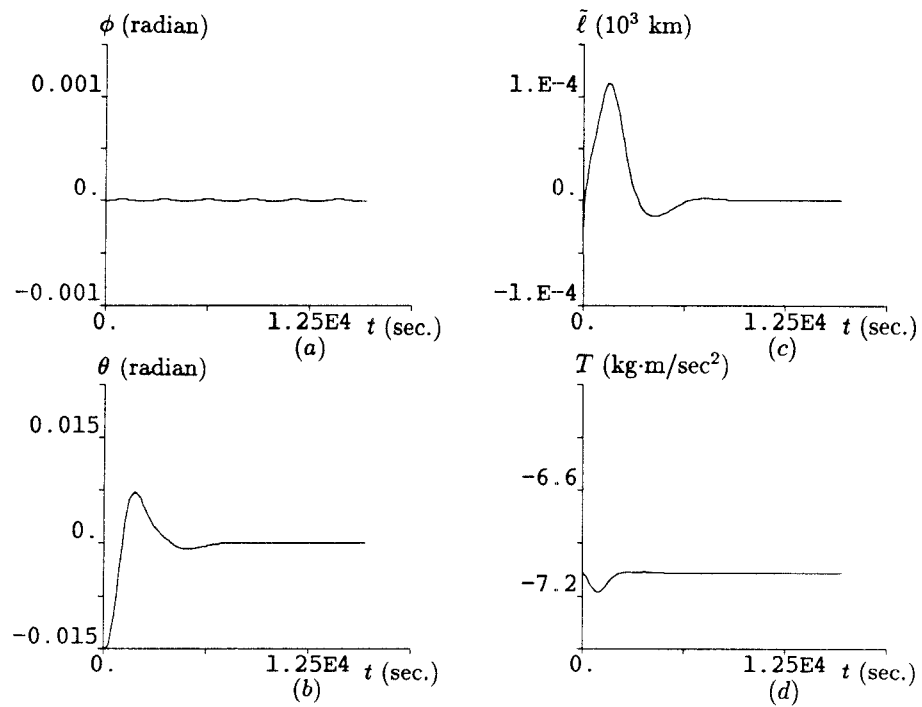 ϕ (radian)
0.001
0.
−0.001
0.
1.25E4
t (sec.)
(a)
ℓ̃ (10³ km)
1.E−4
0.
−1.E−4
0.
1.25E4
t (sec.)
(c)
θ (radian)
0.015
0.
−0.015
0.
1.25E4
t (sec.)
(b)
T (kg·m/sec²)
−6.6
−7.2
0.
1.25E4
t (sec.)
(d)